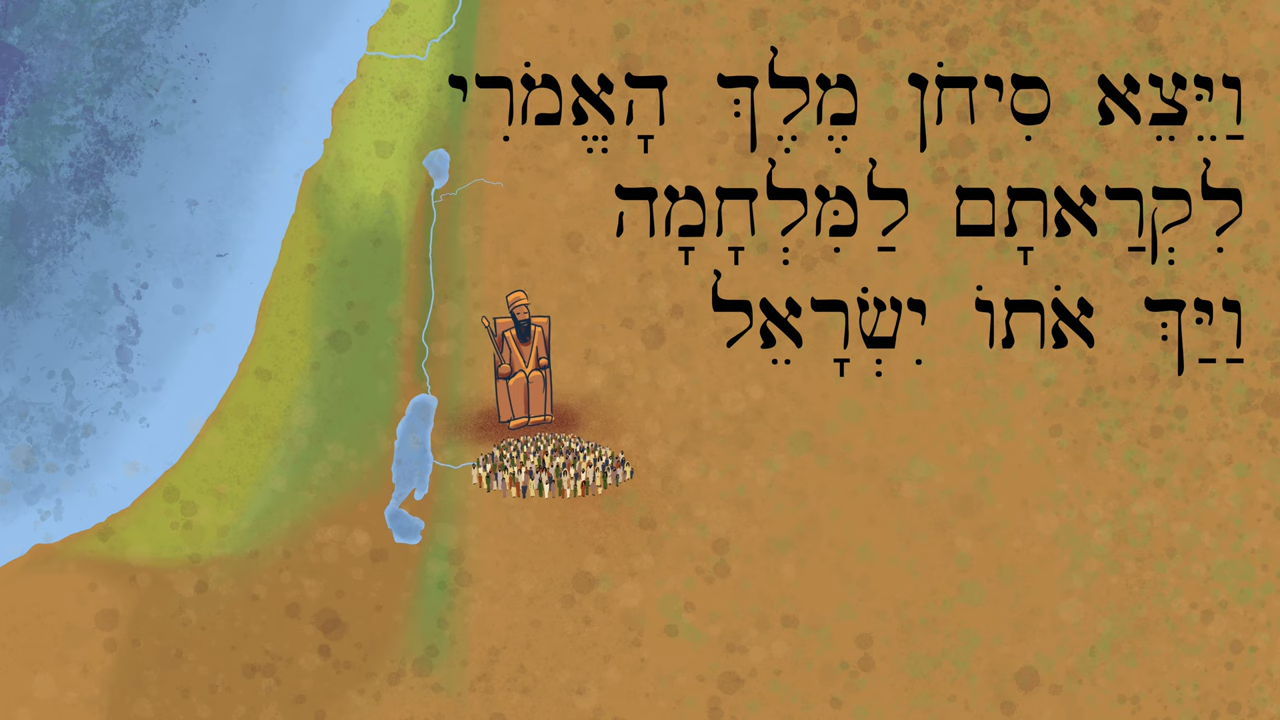 וַיֵּצֵא סִיחֹן מֶלֶךְ הָאֱמֹרִי
לִקְרַאתָם לַמִּלְחָמָה
וַיַּךְ אֹתוֹ יִשְׂרָאֵל